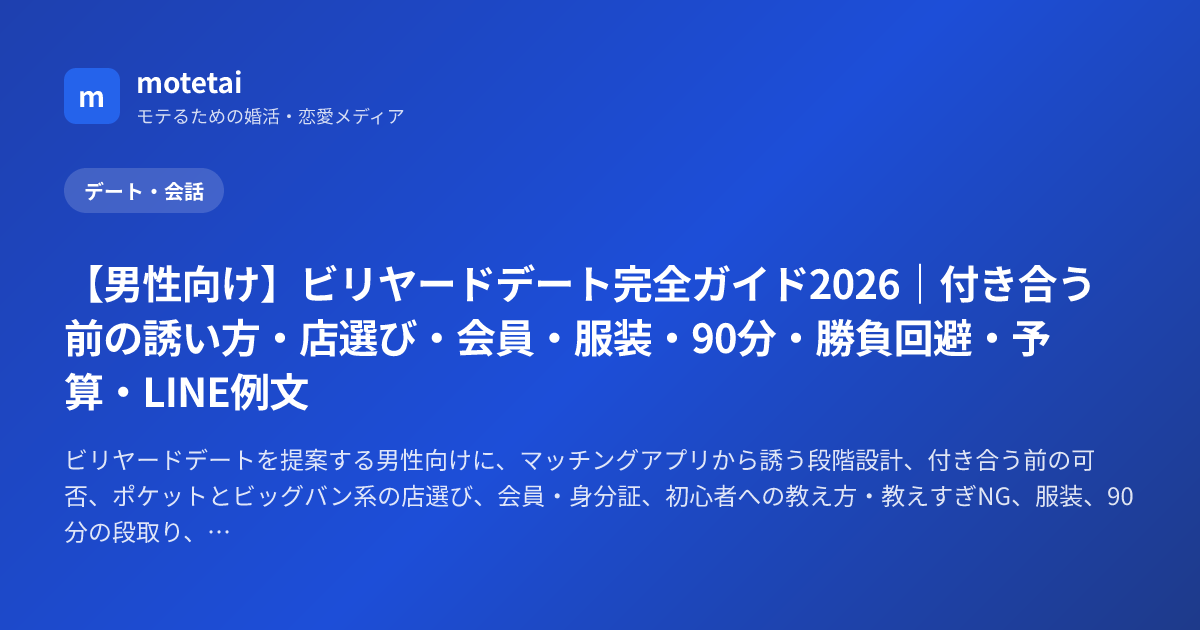 m
motetai
モテるための婚活・恋愛メディア
デート・会話
【男性向け】ビリヤードデート完全ガイド2026｜付き合う
前の誘い方・店選び・会員・服装・90分・勝負回避・予
算・LINE例文
ビリヤードデートを提案する男性向けに、マッチングアプリから誘う段階設計、付き合う前の可
否、ポケットとビッグバン系の店選び、会員・身分証、初心者への教え方・教えすぎNG、服装、90
分の段取り、…